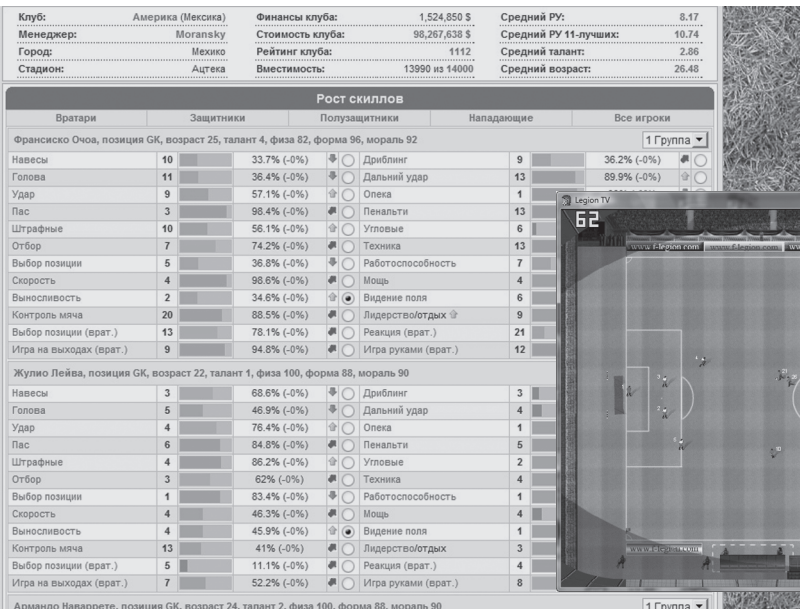 Клуб: Америка (Мексика) Финансы клуба: 1,524,850 $ Средний РУ: 8.17
Менеджер: Moransky Стоимость клуба: 98,267,638 $ Средний РУ 11-лучших: 10.74
Город: Мехико Рейтинг клуба: 1112 Средний талант: 2.86
Стадион: Ацтека Вместимость: 13990 из 14000 Средний возраст: 26.48
Рост скиллов
Вратари Защитники Полузащитники Нападающие Все игроки
Франсиско Очоа, позиция GK, возраст 25, талант 4, физа 82, форма 96, мораль 92 1 Группа
Навесы 10 33.7% (-0%) Дриблинг 9 36.2% (-0%)
Голова 11 36.4% (-0%) Дальний удар 13 89.9% (-0%)
Удар 9 57.1% (-0%) Опека 1
Пас 3 98.4% (-0%) Пенальти 13
Штрафные 10 56.1% (-0%) Угловые 6
Отбор 7 74.2% (-0%) Техника 13
Выбор позиции 5 36.8% (-0%) Работоспособность 7
Скорость 4 98.6% (-0%) Мощь 4
Выносливость 2 34.6% (-0%) Видение поля 6
Контроль мяча 20 88.5% (-0%) Лидерство/отдых 9
Выбор позиции (врат.) 13 78.1% (-0%) Реакция (врат.) 21
Игра на выходах (врат.) 9 94.8% (-0%) Игра руками (врат.) 12
Жулио Лейва, позиция GK, возраст 22, талант 1, физа 100, форма 88, мораль 90
Навесы 3 68.6% (-0%) Дриблинг 3
Голова 5 46.9% (-0%) Дальний удар 4
Удар 4 76.4% (-0%) Опека 1
Пас 6 84.8% (-0%) Пенальти 5
Штрафные 4 86.2% (-0%) Угловые 2
Отбор 3 62% (-0%) Техника 4
Выбор позиции 1 83.4% (-0%) Работоспособность 1
Скорость 4 46.3% (-0%) Мощь 4
Выносливость 4 45.9% (-0%) Видение поля 1
Контроль мяча 13 41% (-0%) Лидерство/отдых 3
Выбор позиции (врат.) 5 11.1% (-0%) Реакция (врат.) 4
Игра на выходах (врат.) 7 52.2% (-0%) Игра руками (врат.) 8
Армандо Наваррете, позиция GK, возраст 24, талант 2, физа 100, форма 88, мораль 90 1 Группа
Legion TV
62
www.f-legion.com www.f-legion.com
www.f-legion.com